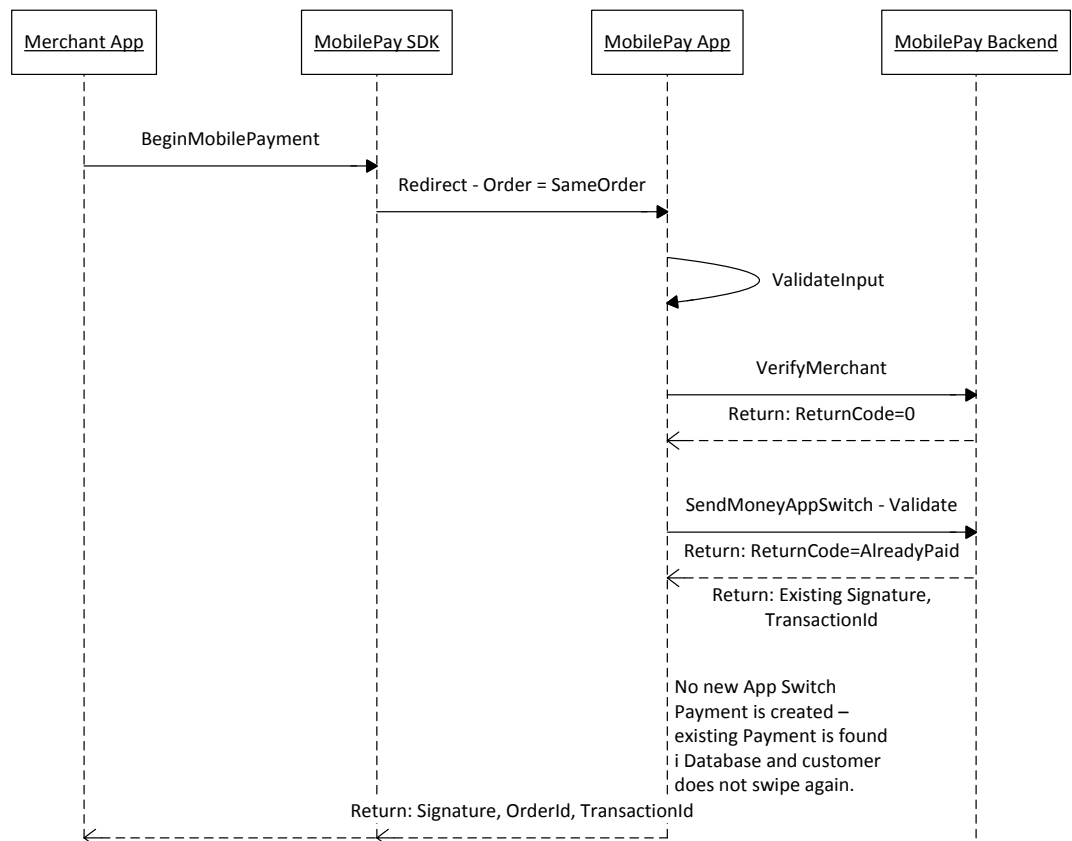 Merchant App
MobilePay SDK
MobilePay App
MobilePay Backend
BeginMobilePayment
Redirect - Order = SameOrder
ValidateInput
VerifyMerchant
Return: ReturnCode=0
SendMoneyAppSwitch - Validate
Return: ReturnCode=AlreadyPaid
Return: Existing Signature,
TransactionId
No new App Switch
Payment is created –
existing Payment is found
i Database and customer
does not swipe again.
Return: Signature, OrderId, TransactionId